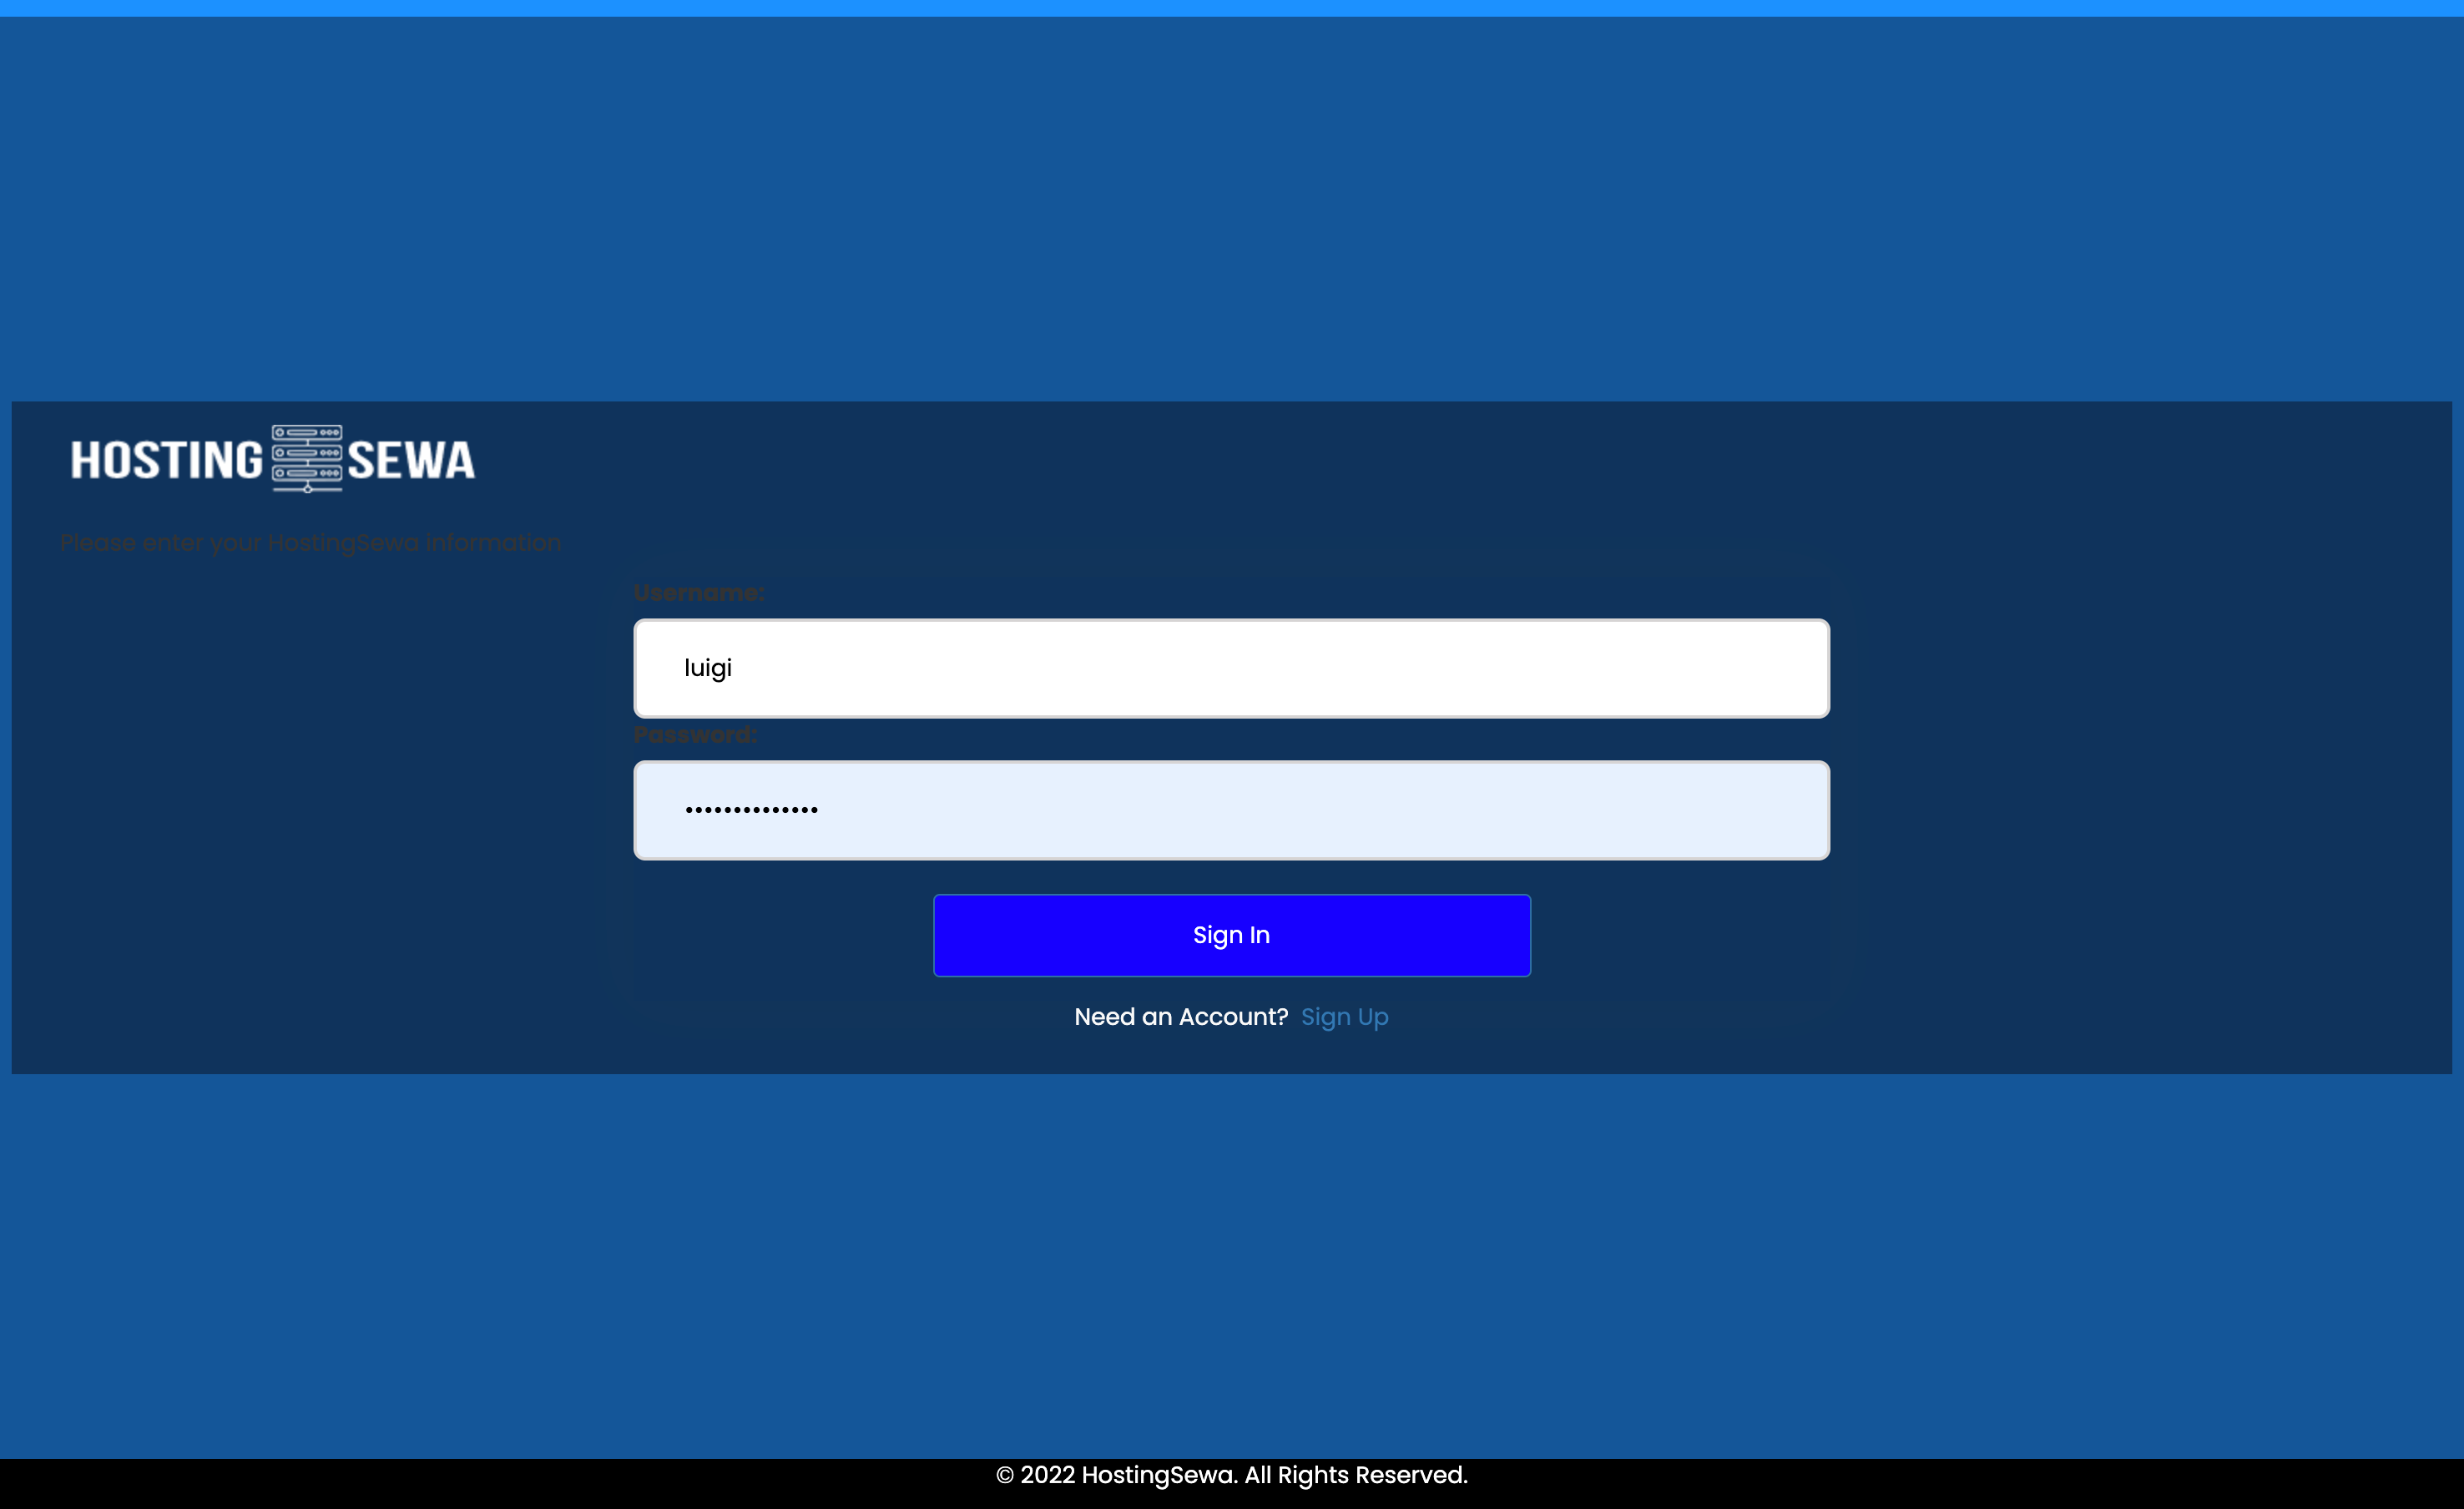 HOSTING SEWA
Please enter your HostingSewa information
Username:
luigi
Password:
••••••••••••••
Sign In
Need an Account? Sign Up
© 2022 HostingSewa. All Rights Reserved.